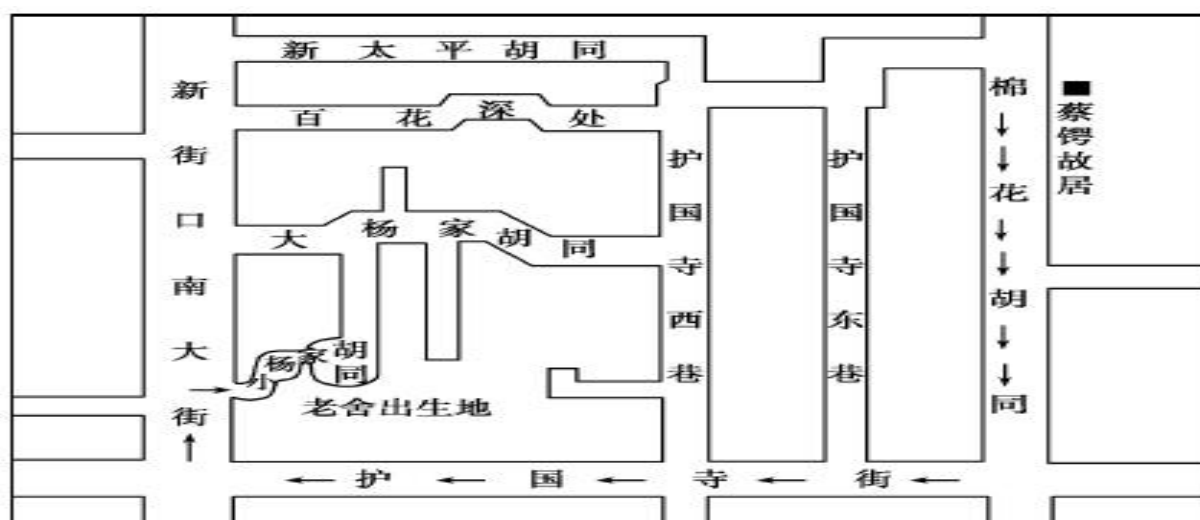 新太平胡同
百花深处
大杨家胡同
小杨家胡同
老舍出生地
新街口南大街
护国寺西巷
护国寺东巷
棉花胡同
蔡锷故居
护国寺街